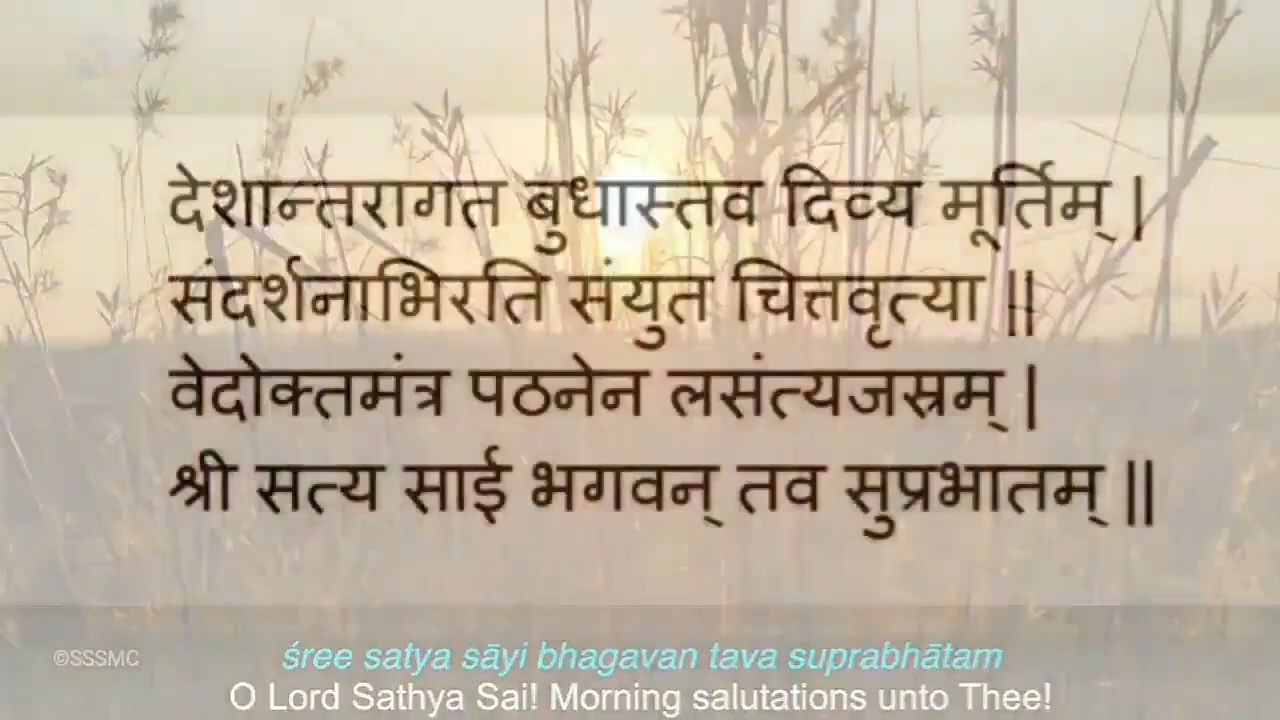 देशान्तरागत बुधास्तव दिव्य मूर्तिम् |
संदर्शनाभिरति संयुत चित्तवृत्या ||
वेदोक्तमंत्र पठनेन लसंत्यजस्रम् |
श्री सत्य साई भगवन् तव सुप्रभातम् ||
©SSSMC
śree satya sāyi bhagavan tava suprabhātam
O Lord Sathya Sai! Morning salutations unto Thee!